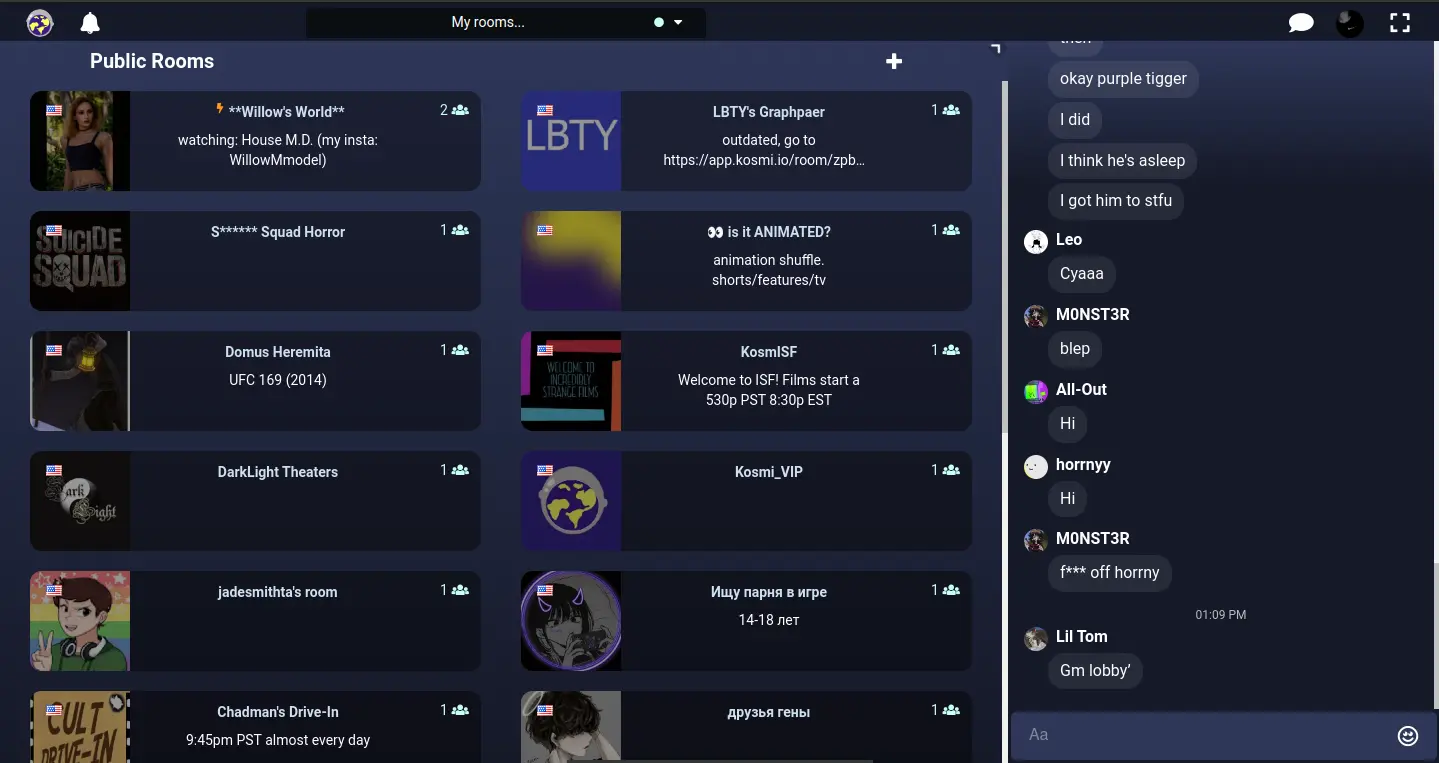 My rooms...
Public Rooms
**Willow's World**
2
watching: House M.D. (my insta:
WillowMmodel)
LBTY
LBTY's Graphpaer
1
outdated, go to
https://app.kosmi.io/room/zpb…
SUICIDE
SQUAD
S****** Squad Horror
1
👀 is it ANIMATED?
1
animation shuffle.
shorts/features/tv
Domus Heremita
1
UFC 169 (2014)
WELCOME TO
INCREDIBLY
STRANGE FILMS
KosmISF
1
Welcome to ISF! Films start a
530p PST 8:30p EST
Dark
Light
DarkLight Theaters
1
Kosmi_VIP
1
jadesmithta's room
1
Ищу парня в игре
1
14-18 лет
CULT
DRIVE-IN
Chadman's Drive-In
1
9:45pm PST almost every day
друзья гены
1
then
okay purple tigger
I did
I think he's asleep
I got him to stfu
Leo
Cyaaa
M0NST3R
blep
All-Out
Hi
horrnyy
Hi
M0NST3R
f*** off horrny
01:09 PM
Lil Tom
Gm lobby’
Aa